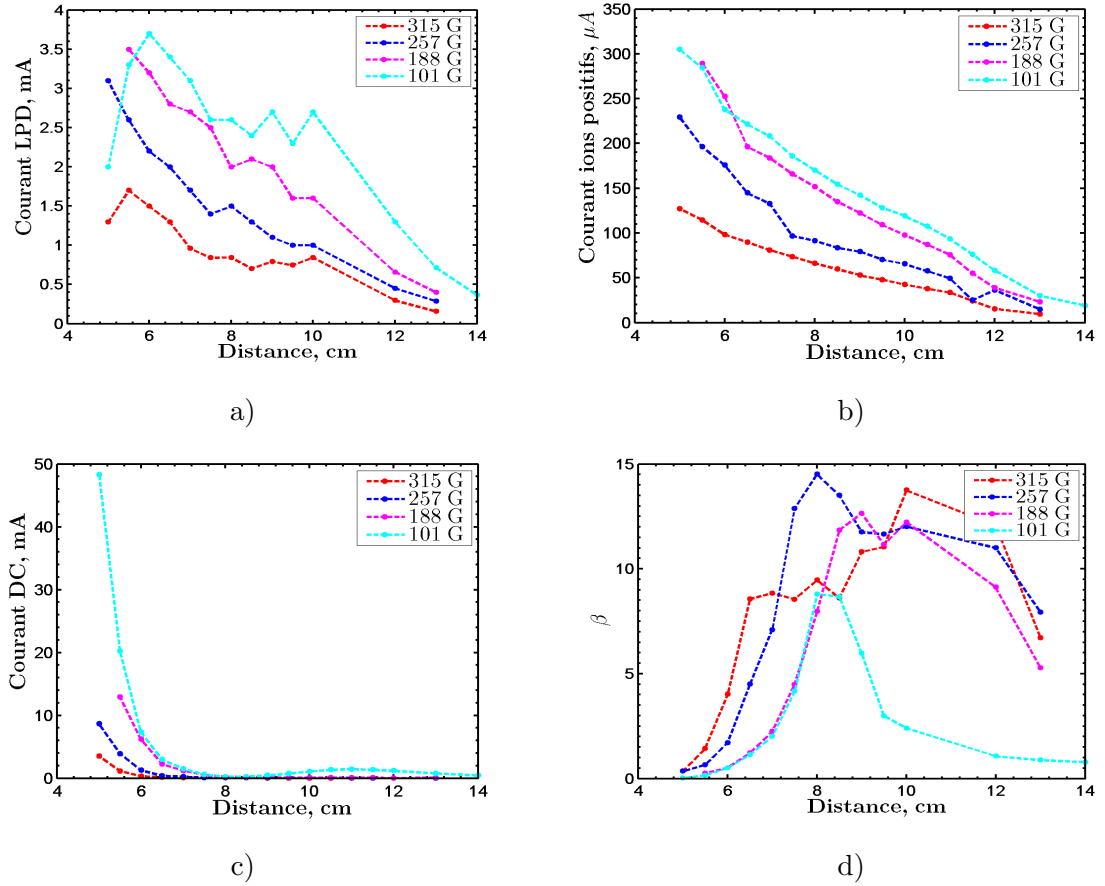 4
3.5
3
2.5
2
1.5
1
0.5
0
4
6
8
10
12
14
Courant LPD, mA
Distance, cm
315 G
257 G
188 G
101 G
a)
350
300
250
200
150
100
50
0
4
6
8
10
12
14
Courant ions positifs, μA
Distance, cm
315 G
257 G
188 G
101 G
b)
50
40
30
20
10
0
4
6
8
10
12
14
Courant DC, mA
Distance, cm
315 G
257 G
188 G
101 G
c)
15
10
5
0
4
6
8
10
12
14
β
Distance, cm
315 G
257 G
188 G
101 G
d)